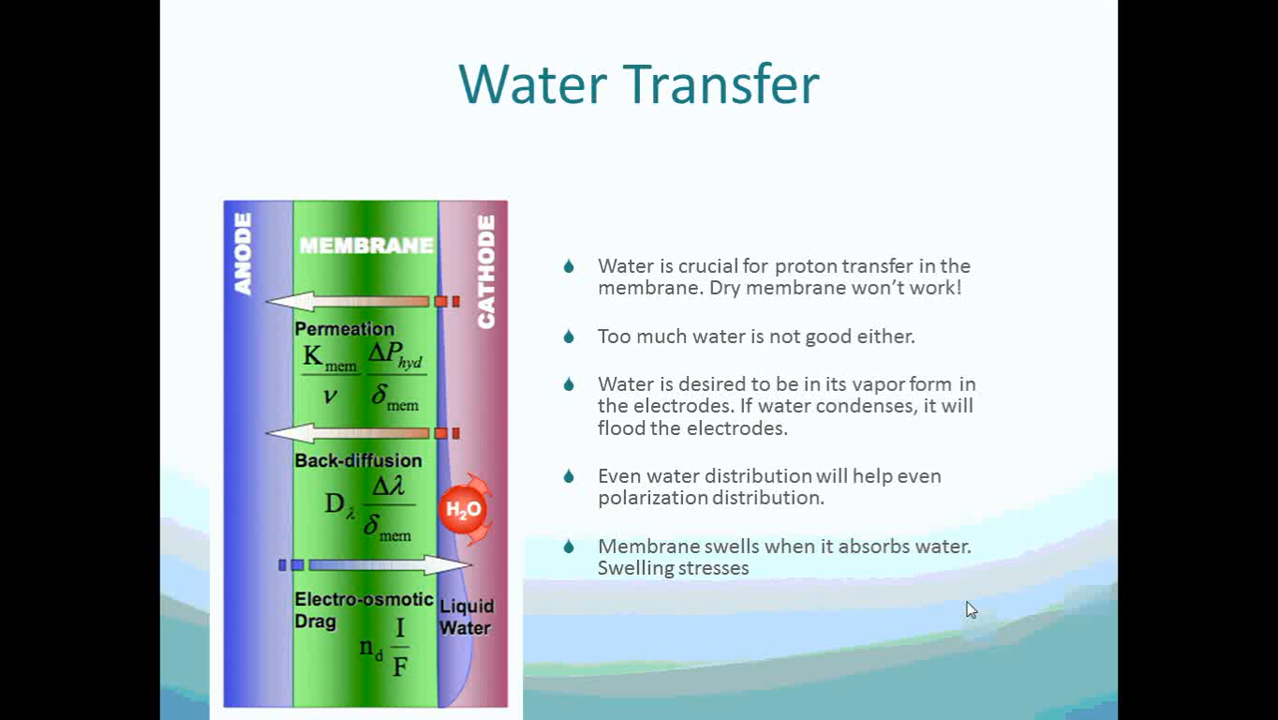 Water Transfer
ANODE
MEMBRANE
CATHODE
Permeation
K_mem / ν ΔP_hyd / δ_mem
Back-diffusion
D_λ Δλ / δ_mem
H₂O
Electro-osmotic
Drag
n_d I / F
Liquid
Water
Water is crucial for proton transfer in the
membrane. Dry membrane won't work!
Too much water is not good either.
Water is desired to be in its vapor form in
the electrodes. If water condenses, it will
flood the electrodes.
Even water distribution will help even
polarization distribution.
Membrane swells when it absorbs water.
Swelling stresses